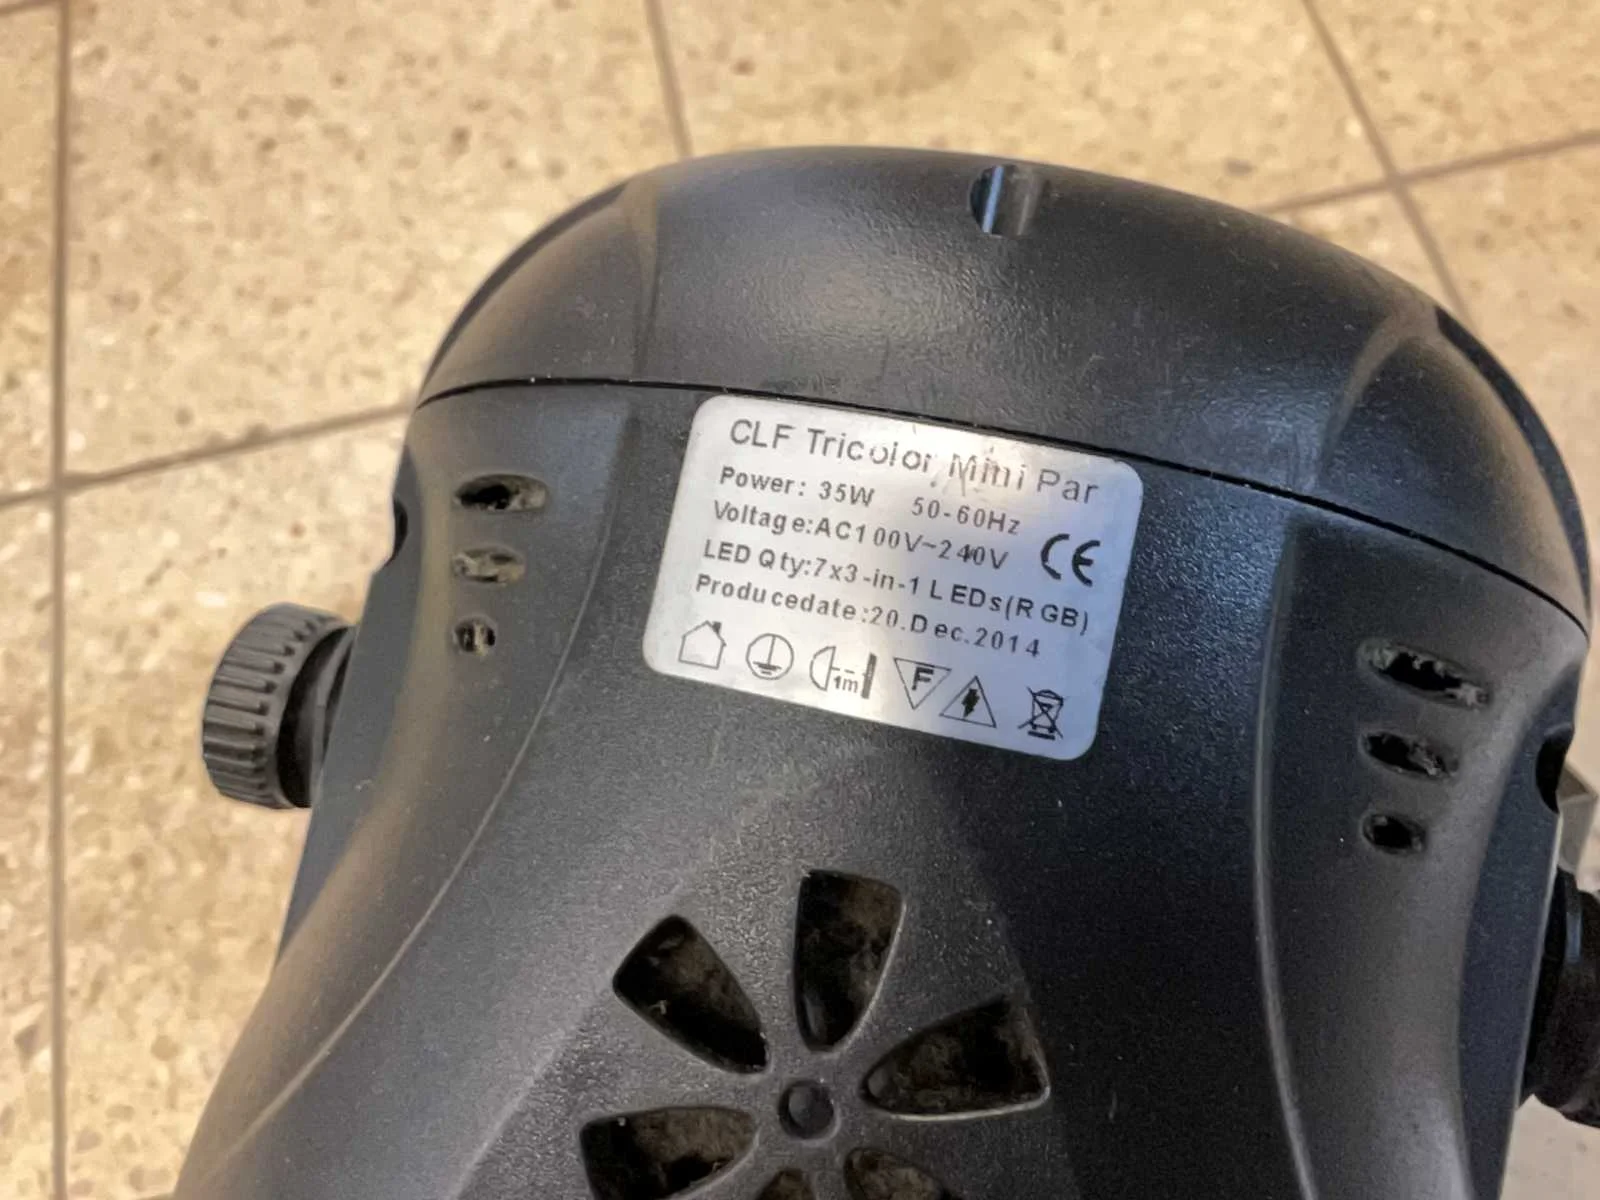 CLF Tricolor Mini Par
Power: 35W 50-60Hz
Voltage:AC100V~240V
CE
LED Qty:7x3-in-1 LEDs(RGB)
Producedate:20.Dec.2014
1m
F